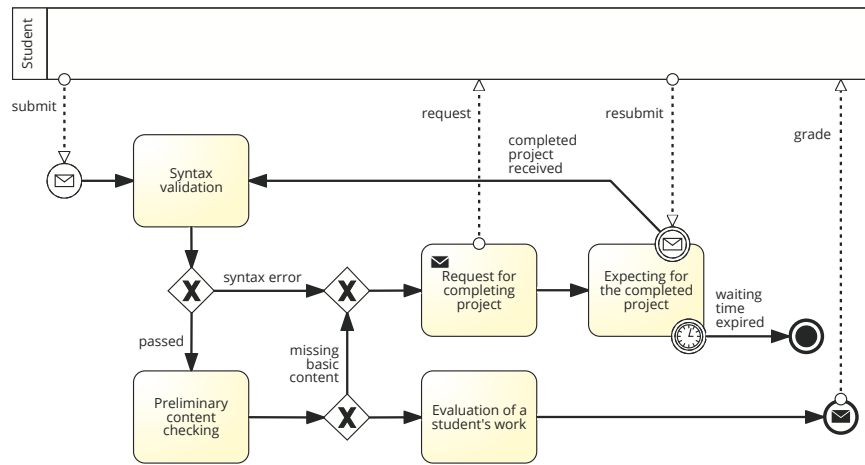 Student
submit
request
resubmit
grade
completed
project
received
Syntax
validation
syntax error
Request for
completing
project
Expecting for
the completed
project
waiting
time
expired
passed
missing
basic
content
Preliminary
content
checking
Evaluation of a
student's work